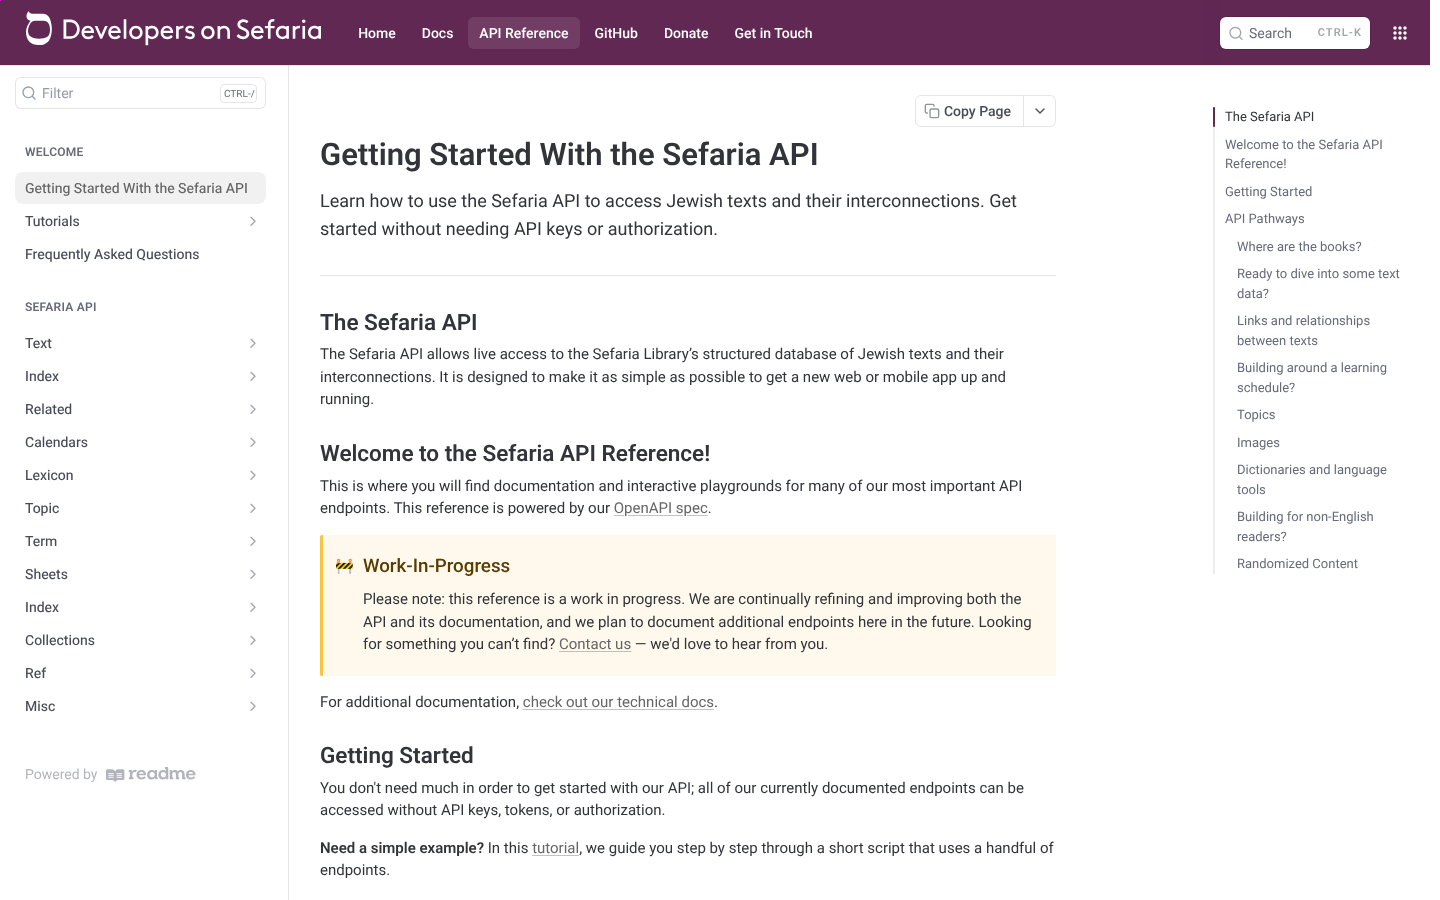 Developers on Sefaria
Home
Docs
API Reference
GitHub
Donate
Get in Touch
Search
CTRL-K
Filter
CTRL-/
WELCOME
Getting Started With the Sefaria API
Tutorials
Frequently Asked Questions
SEFARIA API
Text
Index
Related
Calendars
Lexicon
Topic
Term
Sheets
Index
Collections
Ref
Misc
Powered by readme
Copy Page
Getting Started With the Sefaria API
Learn how to use the Sefaria API to access Jewish texts and their interconnections. Get
started without needing API keys or authorization.
The Sefaria API
The Sefaria API allows live access to the Sefaria Library’s structured database of Jewish texts and their
interconnections. It is designed to make it as simple as possible to get a new web or mobile app up and
running.
Welcome to the Sefaria API Reference!
This is where you will find documentation and interactive playgrounds for many of our most important API
endpoints. This reference is powered by our OpenAPI spec.
🚧 Work-In-Progress
Please note: this reference is a work in progress. We are continually refining and improving both the
API and its documentation, and we plan to document additional endpoints here in the future. Looking
for something you can’t find? Contact us — we'd love to hear from you.
For additional documentation, check out our technical docs.
Getting Started
You don't need much in order to get started with our API; all of our currently documented endpoints can be
accessed without API keys, tokens, or authorization.
Need a simple example? In this tutorial, we guide you step by step through a short script that uses a handful of
endpoints.
The Sefaria API
Welcome to the Sefaria API
Reference!
Getting Started
API Pathways
Where are the books?
Ready to dive into some text
data?
Links and relationships
between texts
Building around a learning
schedule?
Topics
Images
Dictionaries and language
tools
Building for non-English
readers?
Randomized Content